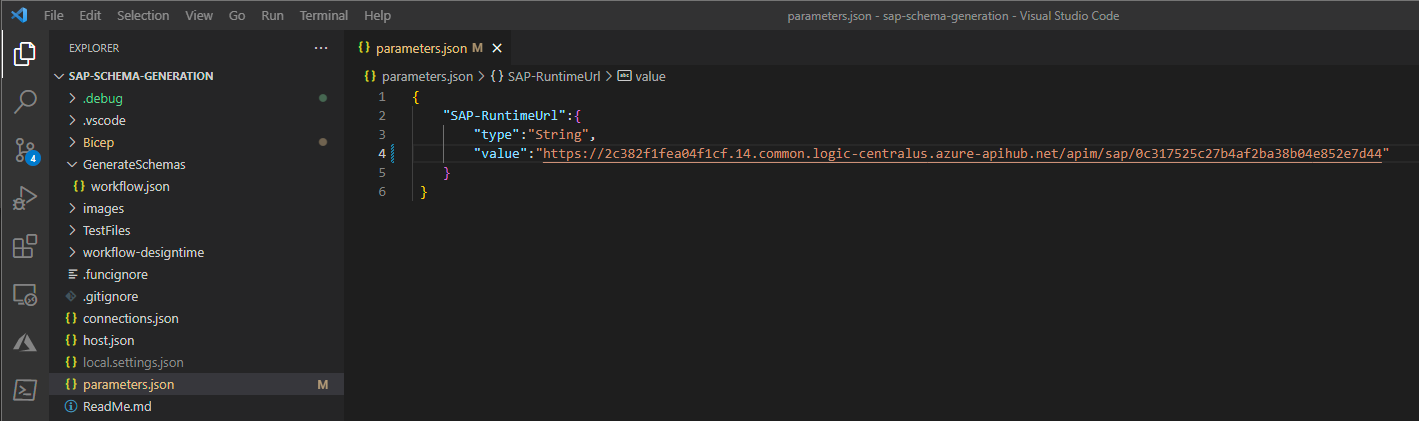 File Edit Selection View Go Run Terminal Help parameters.json - sap-schema-generation - Visual Studio Code
EXPLORER ···
SAP-SCHEMA-GENERATION
.debug
.vscode
Bicep
GenerateSchemas
{} workflow.json
images
TestFiles
workflow-designtime
.funcignore
.gitignore
{} connections.json
{} host.json
{} local.settings.json
{} parameters.json M
ReadMe.md
4
{} parameters.json M ×
{} parameters.json > {} SAP-RuntimeUrl > abc value
1 {
2 "SAP-RuntimeUrl":{
3 "type":"String",
4 "value":"https://2c382f1fea04f1cf.14.common.logic-centralus.azure-apihub.net/apim/sap/0c317525c27b4af2ba38b04e852e7d44"
5 }
6 }